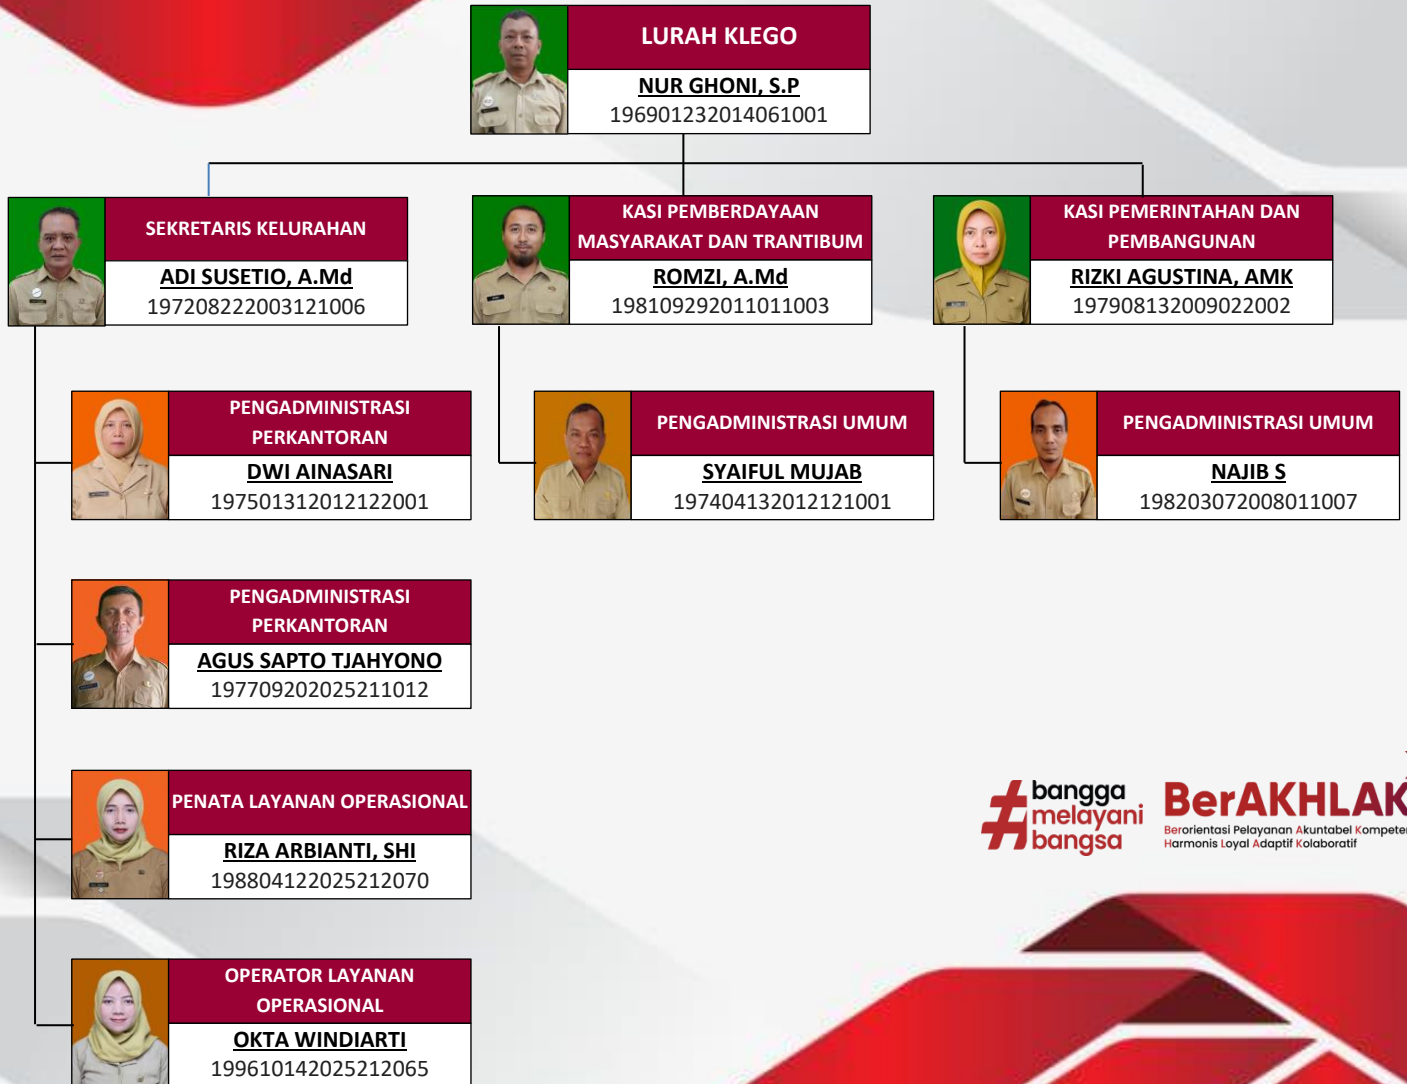 LURAH KLEGO
NUR GHONI, S.P
196901232014061001
SEKRETARIS KELURAHAN
ADI SUSETIO, A.Md
197208222003121006
KASI PEMBERDAYAAN
MASYARAKAT DAN TRANTIBUM
ROMZI, A.Md
198109292011011003
KASI PEMERINTAHAN DAN
PEMBANGUNAN
RIZKI AGUSTINA, AMK
197908132009022002
PENGADMINISTRASI
PERKANTORAN
DWI AINASARI
197501312012122001
PENGADMINISTRASI UMUM
SYAIFUL MUJAB
197404132012121001
PENGADMINISTRASI UMUM
NAJIB S
198203072008011007
PENGADMINISTRASI
PERKANTORAN
AGUS SAPTO TJAHYONO
197709202025211012
PENATA LAYANAN OPERASIONAL
RIZA ARBIANTI, SHI
198804122025212070
OPERATOR LAYANAN
OPERASIONAL
OKTA WINDIARTI
199610142025212065
#bangga
melayani
bangsa
BerAKHLAK
Berorientasi Pelayanan Akuntabel Kompeten
Harmonis Loyal Adaptif Kolaboratif